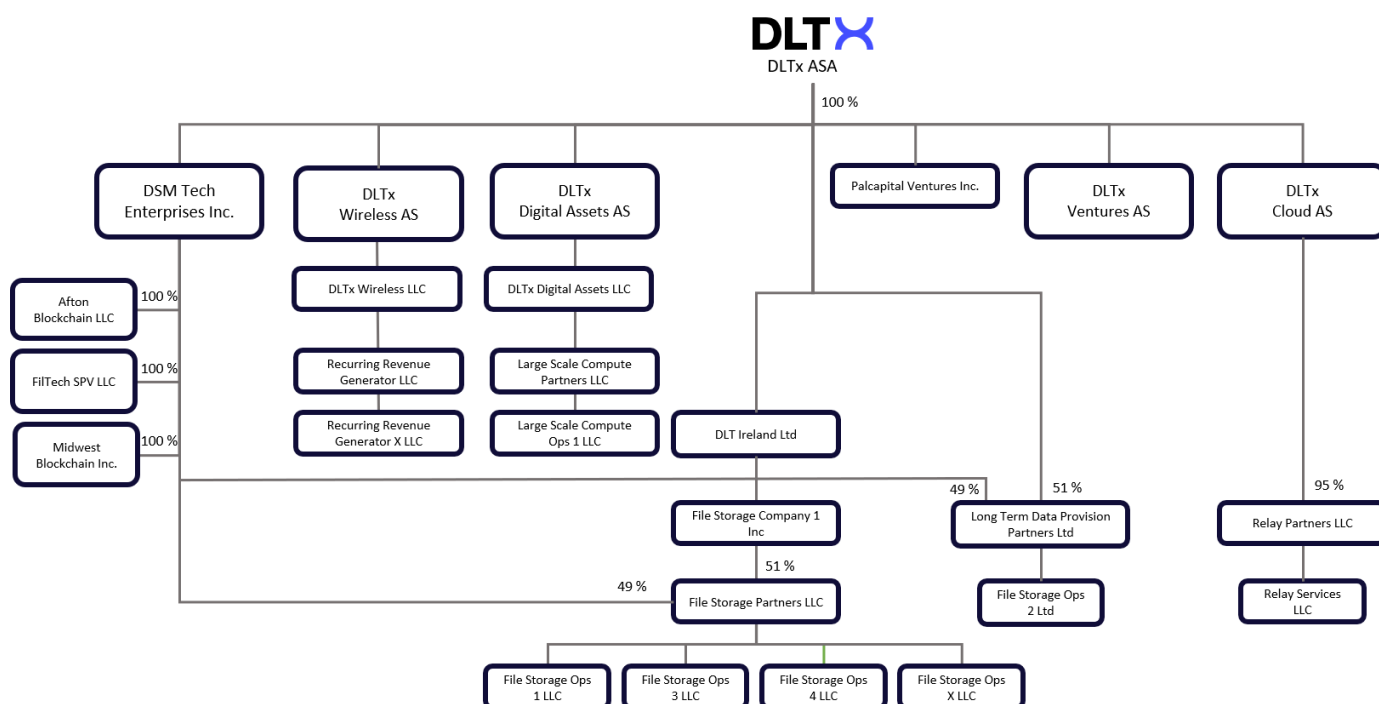 DLTX
DLTx ASA
100 %
DSM Tech
Enterprises Inc.
DLTx
Wireless AS
DLTx
Digital Assets AS
Palcapital Ventures Inc.
DLTx
Ventures AS
DLTx
Cloud AS
Afton
Blockchain LLC
100 %
DLTx Wireless LLC
DLTx Digital Assets LLC
FilTech SPV LLC
100 %
Recurring Revenue
Generator LLC
Large Scale Compute
Partners LLC
Midwest
Blockchain Inc.
100 %
Recurring Revenue
Generator X LLC
Large Scale Compute
Ops 1 LLC
DLT Ireland Ltd
49 %
51 %
95 %
File Storage Company 1
Inc
Long Term Data Provision
Partners Ltd
Relay Partners LLC
51 %
49 %
File Storage Partners LLC
File Storage Ops
2 Ltd
Relay Services
LLC
File Storage Ops
1 LLC
File Storage Ops
3 LLC
File Storage Ops
4 LLC
File Storage Ops
X LLC